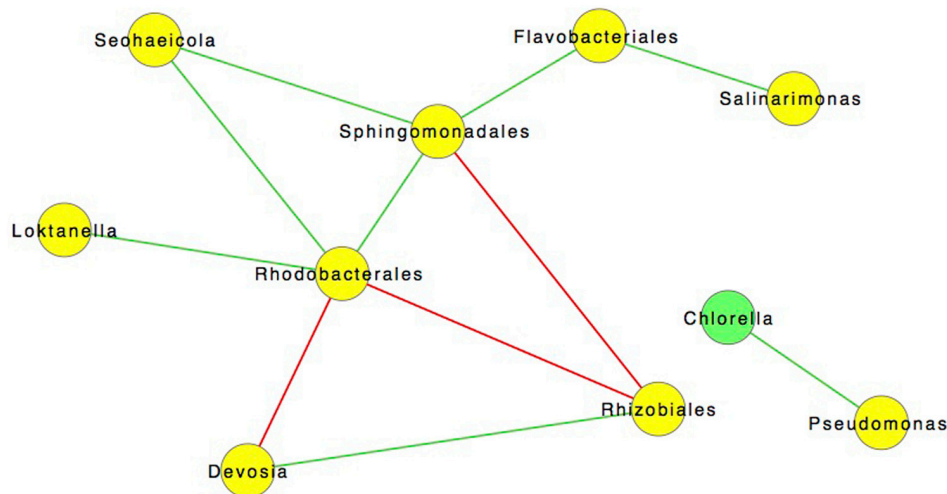 Seohaeicola
Flavobacteriales
Salinarimonas
Sphingomonadales
Loktanella
Rhodobacterales
Chlorella
Rhizobiales
Pseudomonas
Devosia